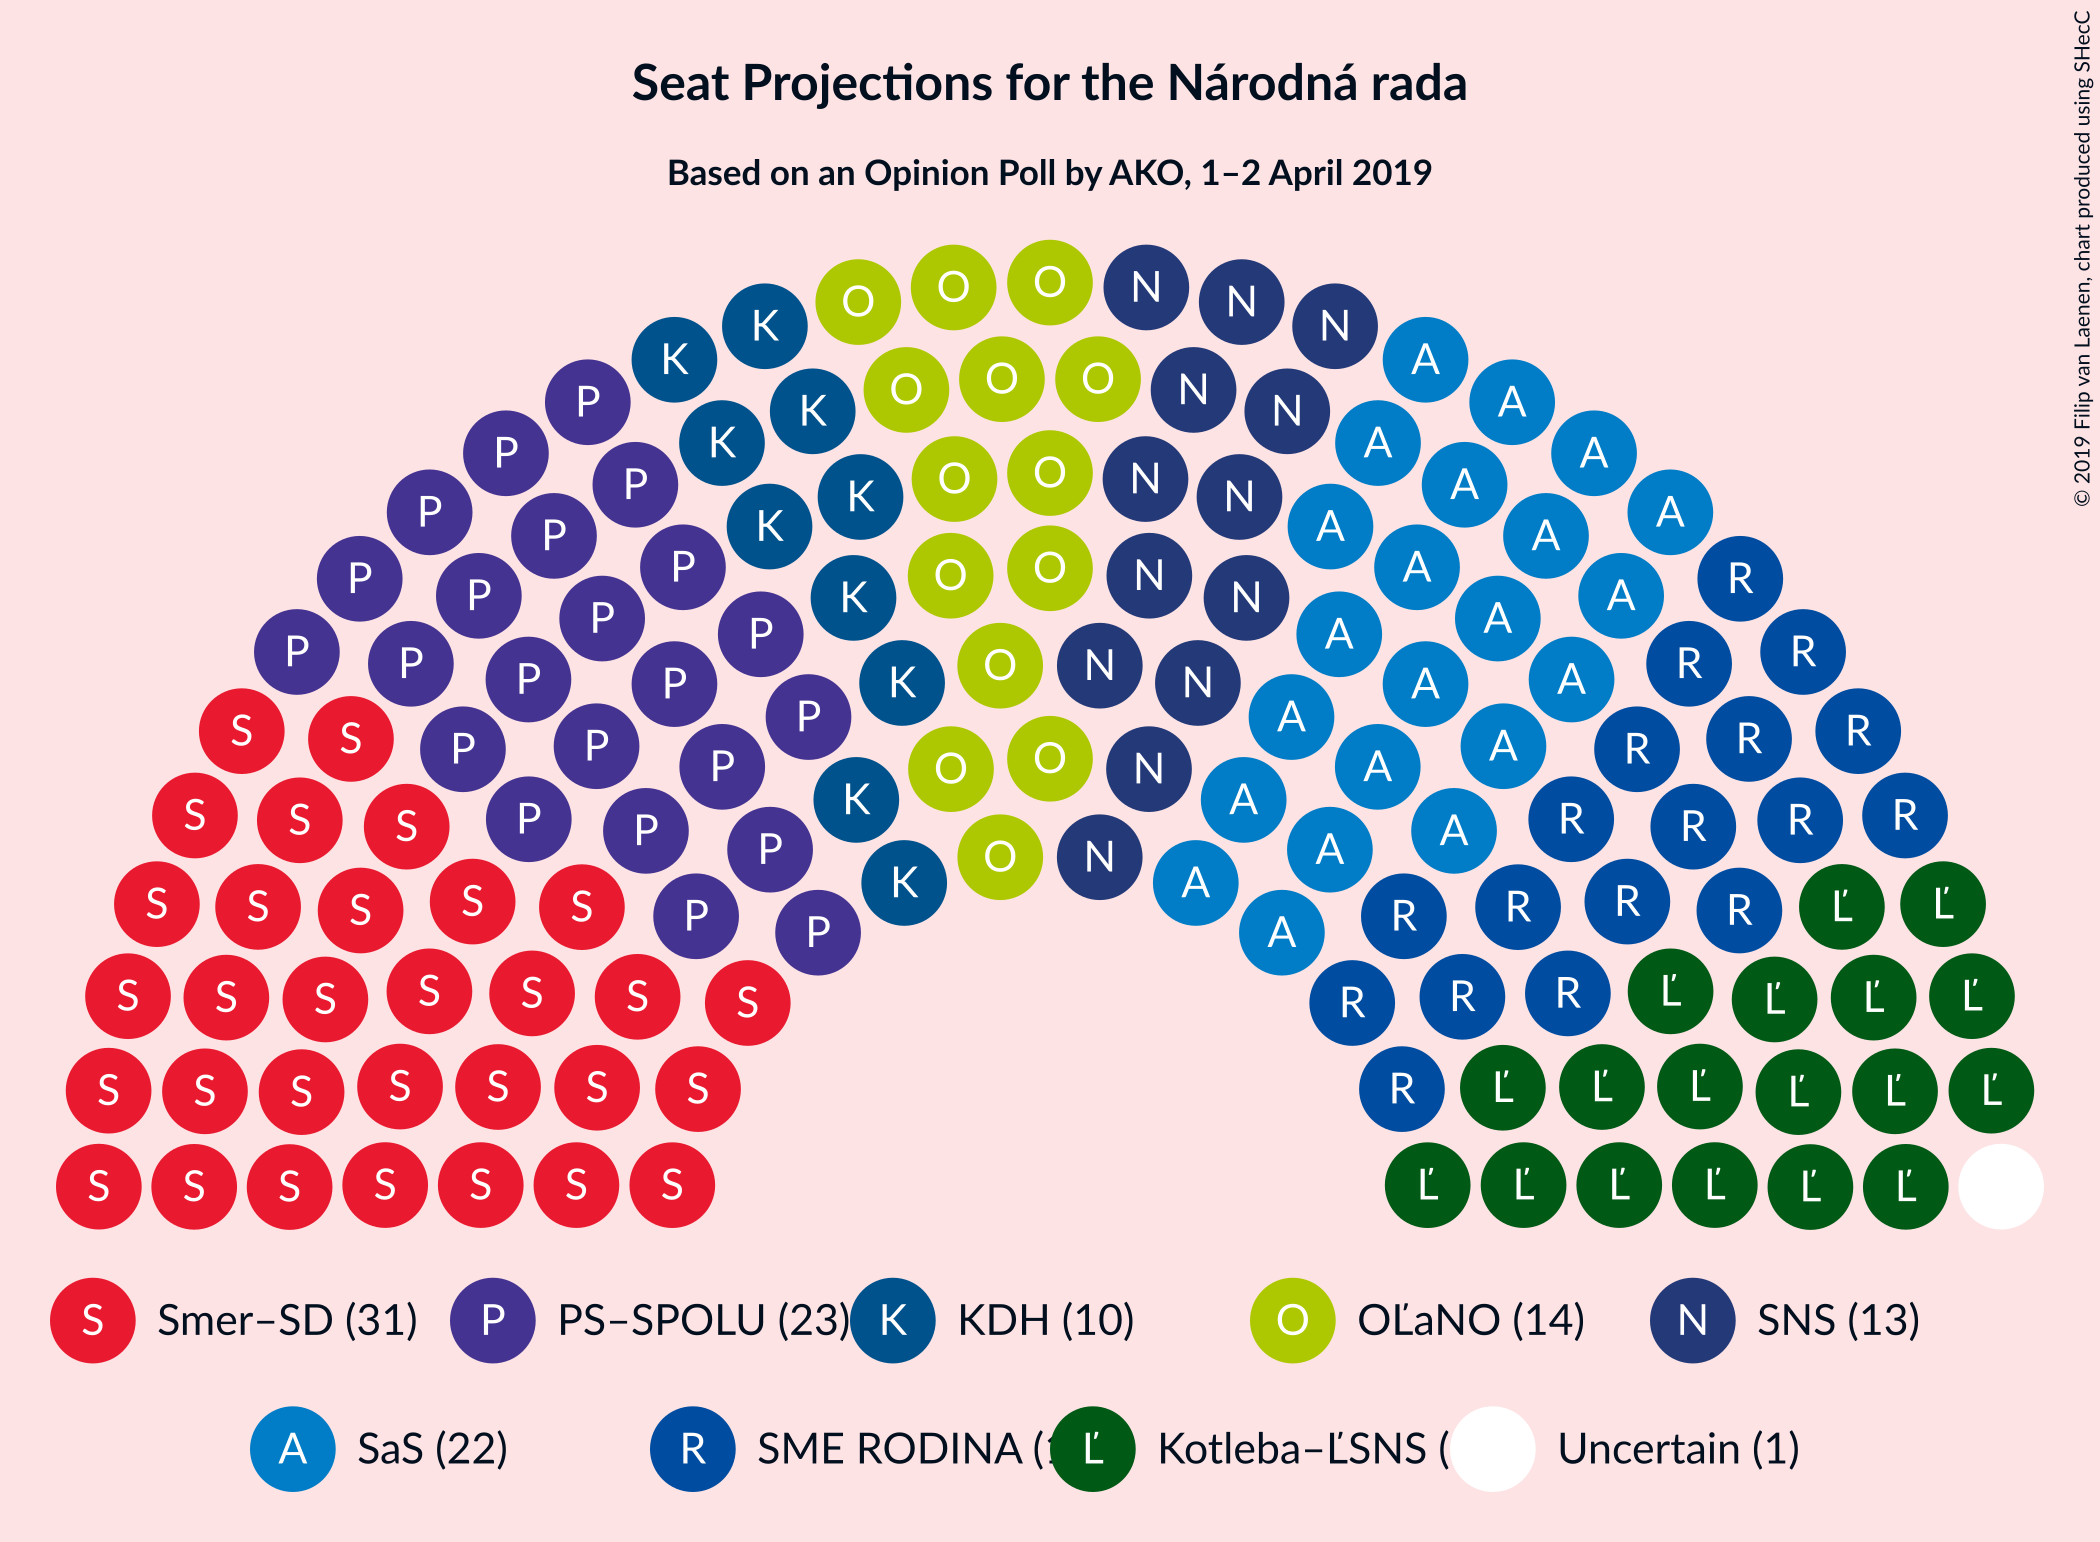 Seat Projections for the Národná rada
Based on an Opinion Poll by AKO, 1–2 April 2019
© 2019 Filip van Laenen, chart produced using SHecC
O O O N N N
K K A A
P K K O O O N N A A A
P P K K O O N N A A A A
P P P K O O N N A A A R
P P P P K O N N A A A R R
S S P P P P K O O N A A A R R R
S S S P P P K O N A A A R R R R
S S S S S P P A R R R R Ľ Ľ
S S S S S S S R R R Ľ Ľ Ľ Ľ
S S S S S S S R Ľ Ľ Ľ Ľ Ľ Ľ
S S S S S S S Ľ Ľ Ľ Ľ Ľ Ľ
S Smer–SD (31) P PS–SPOLU (23) K KDH (10) O OĽaNO (14) N SNS (13)
A SaS (22) R SME RODINA ( Ľ Kotleba–ĽSNS ( Uncertain (1)